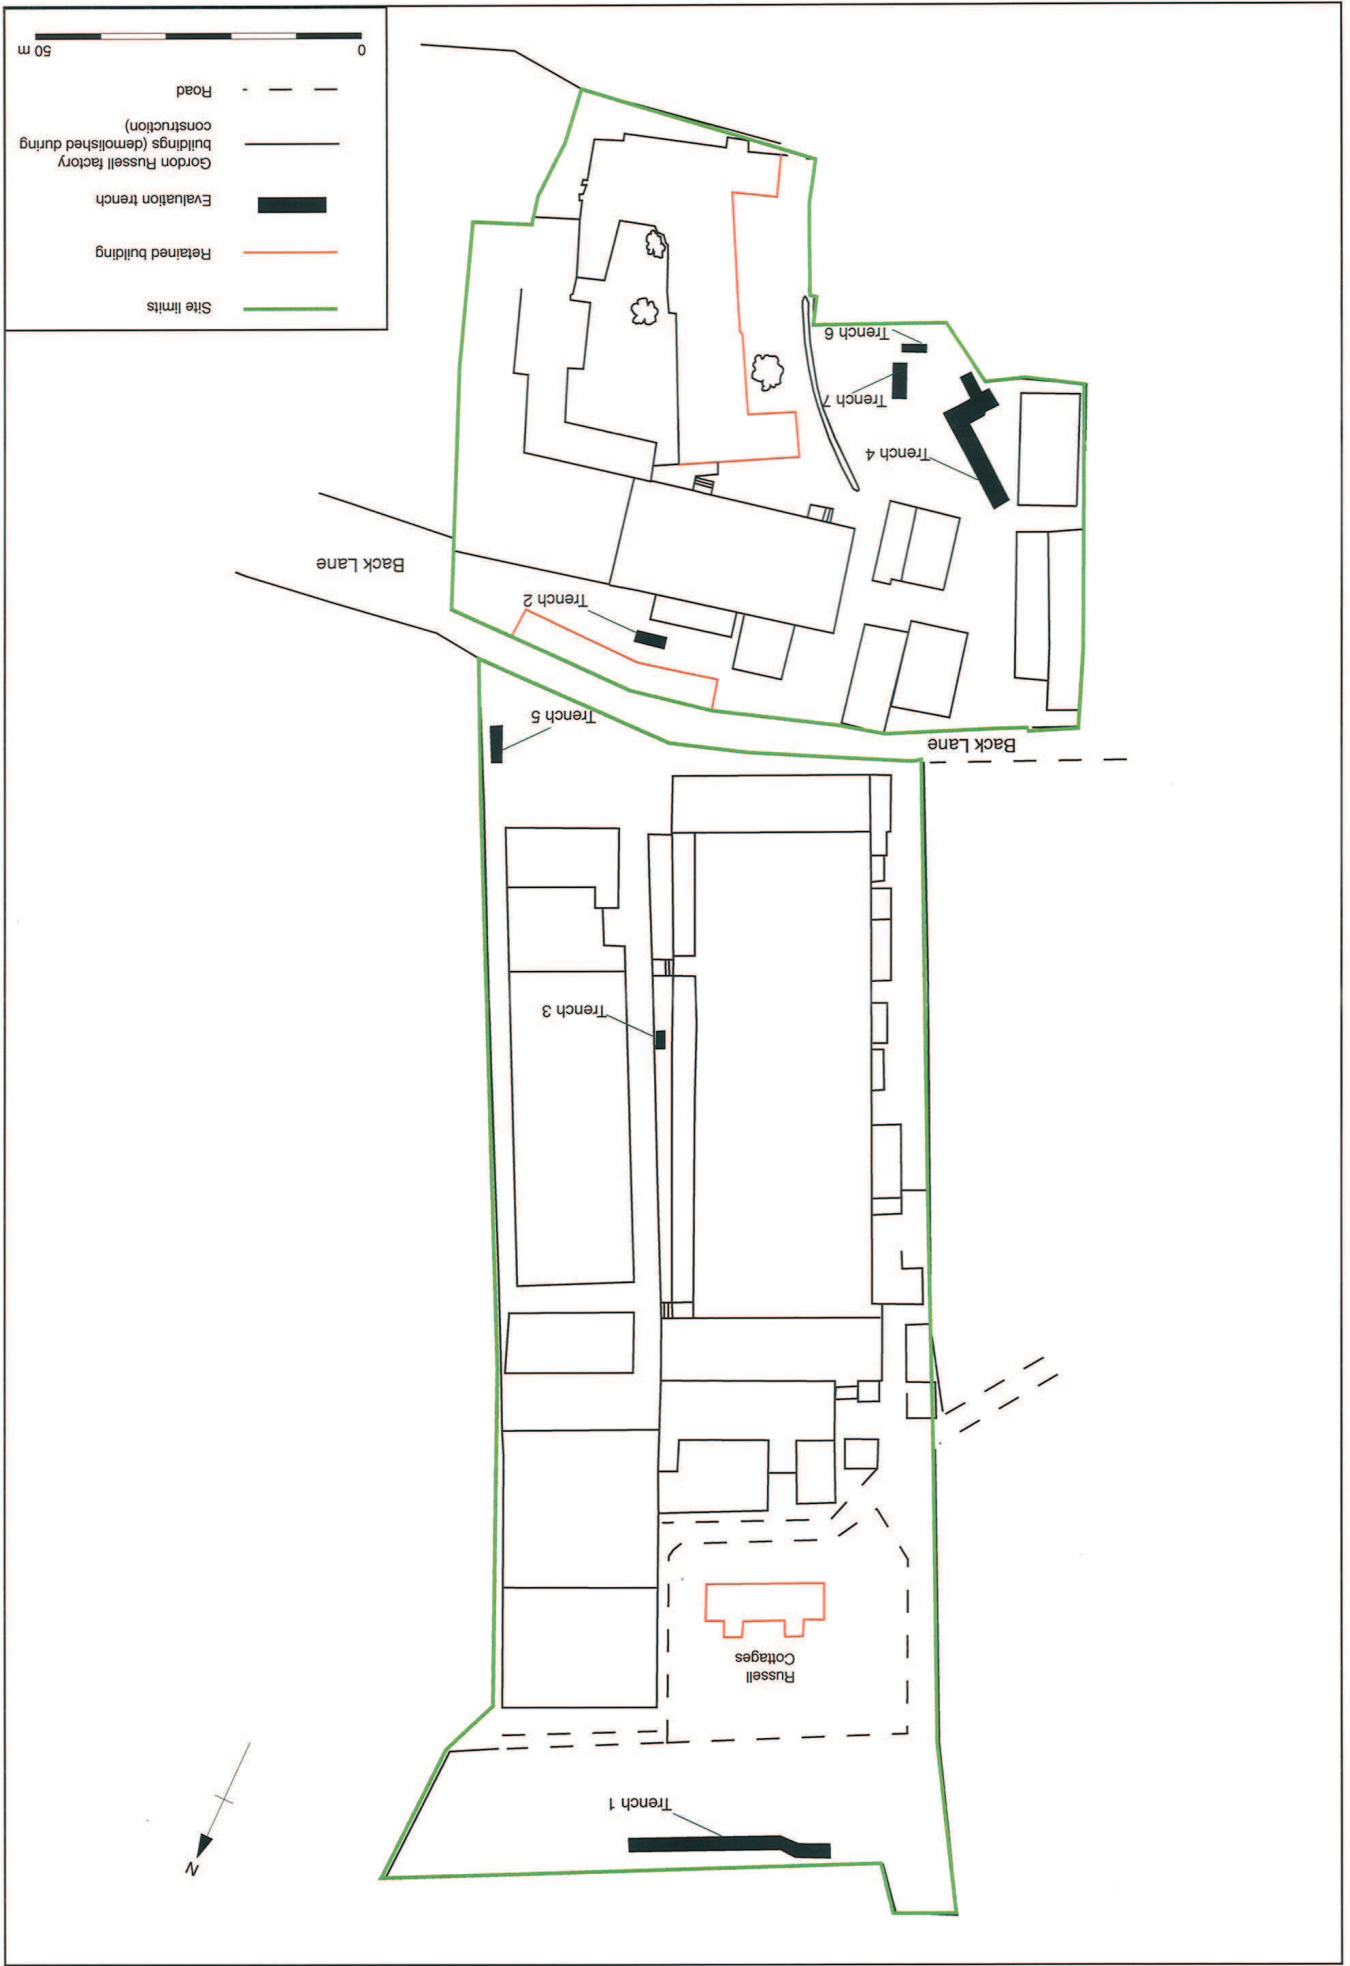 N
Trench 1
Russell
Cottages
Trench 3
Trench 5
Back Lane
Trench 2
Back Lane
Trench 4
Trench 7
Trench 6
Site limits
Retained building
Evaluation trench
Gordon Russell factory
buildings (demolished during
construction)
Road
0
50 m